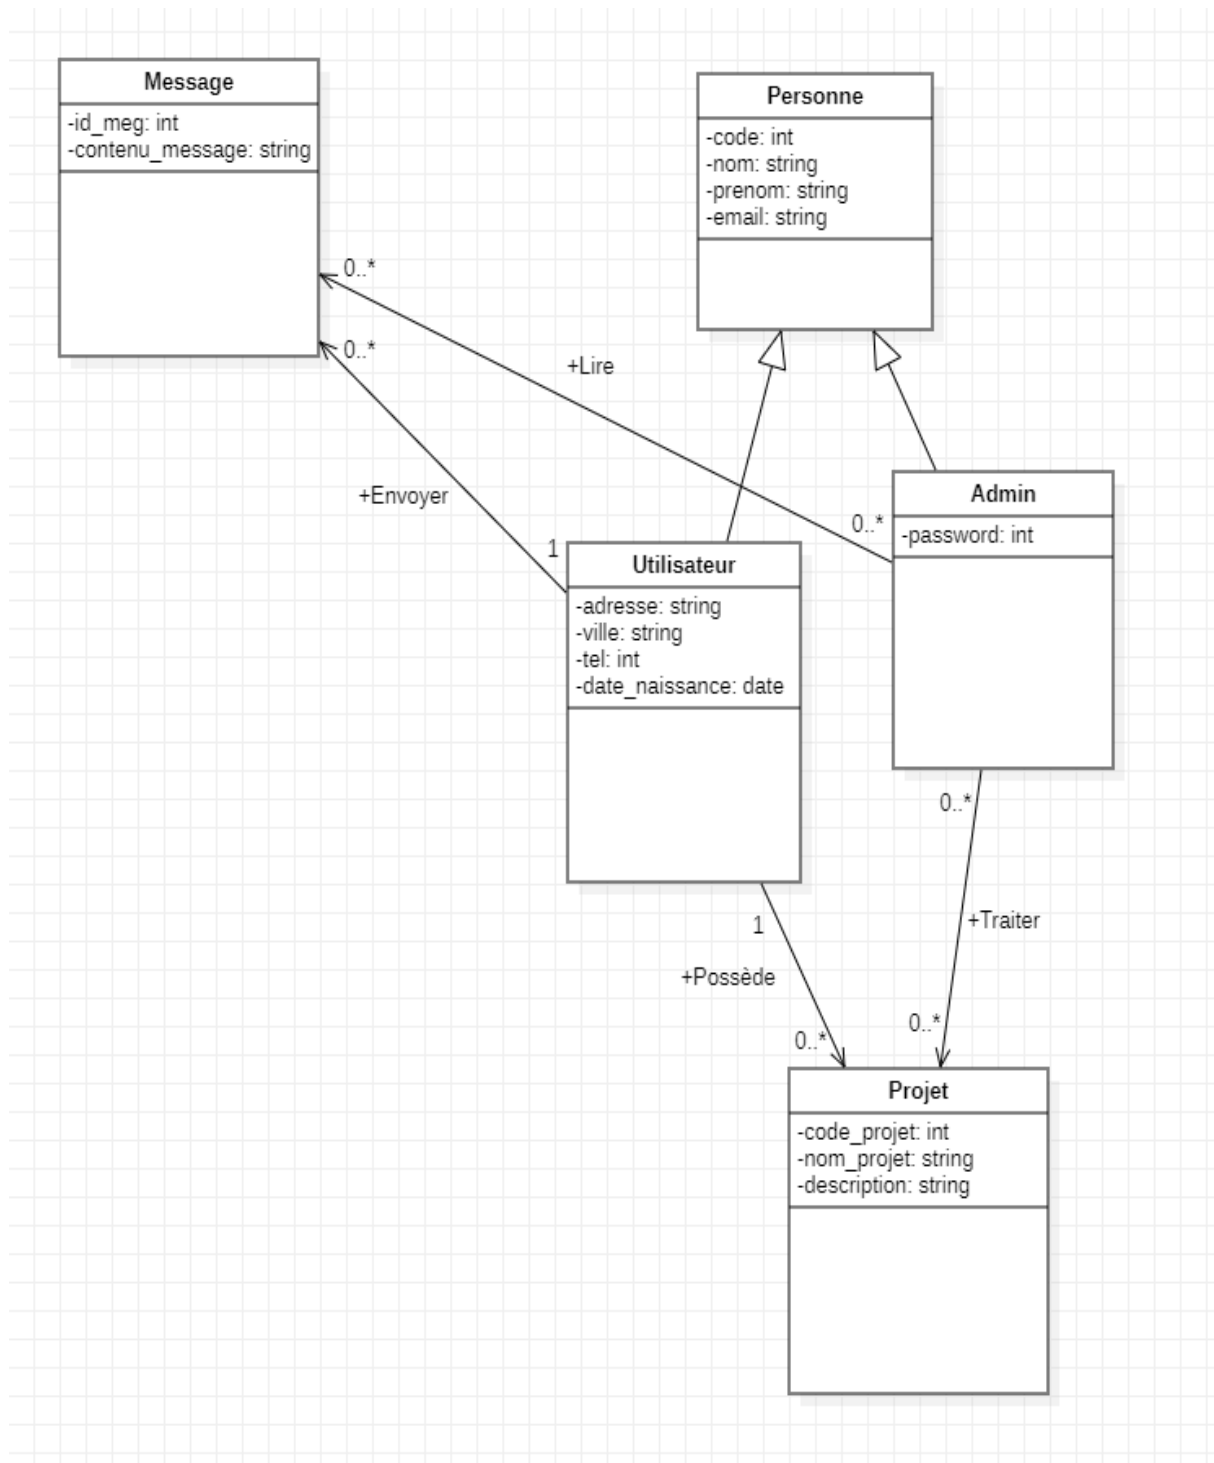 Message
-id_meg: int
-contenu_message: string
Personne
-code: int
-nom: string
-prenom: string
-email: string
0..*
0..*
+Lire
+Envoyer
1
0..*
Admin
-password: int
Utilisateur
-adresse: string
-ville: string
-tel: int
-date_naissance: date
0..*
1
+Traiter
+Possède
0..*
0..*
Projet
-code_projet: int
-nom_projet: string
-description: string